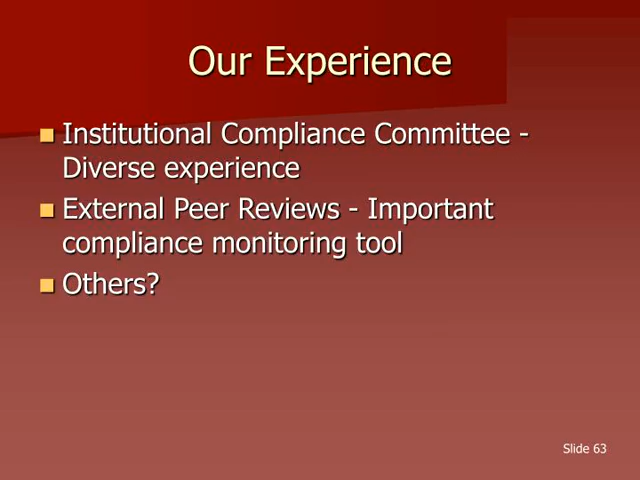 Our Experience
Institutional Compliance Committee -
Diverse experience
External Peer Reviews - Important
compliance monitoring tool
Others?
Slide 63